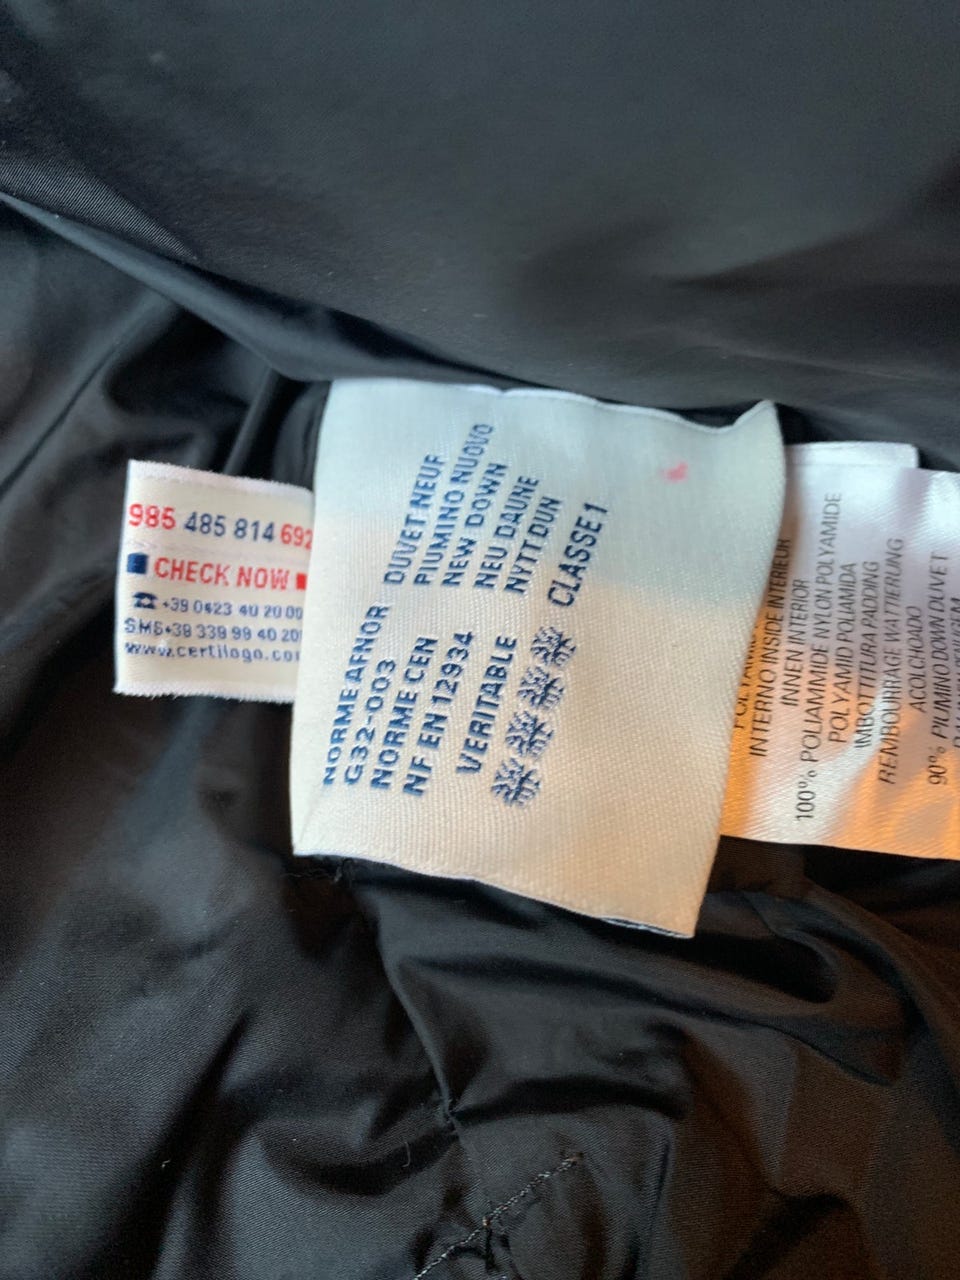 985 485 814 692
CHECK NOW
+39 0423 40 20 00
SMS+39 339 99 40 20
www.certilogo.co
NORME AFNOR DUVET NEUF
G32-003 PIUMINO NUOVO
NORME CEN NEW DOWN
NF EN 12934 NEU DAUNE
NYTT DUN
VERITABLE CLASSE 1
INTERNO INSIDE INTERIEUR
INNEN INTERIOR
100% POLIAMMIDE NYLON POLYAMIDE
POLYAMID POLIAMIDA
IMBOTTITURA PADDING
REMBOURRAGE WATTIERUNG
ACOLCHADO
90% PIUMINO DOWN DUVET